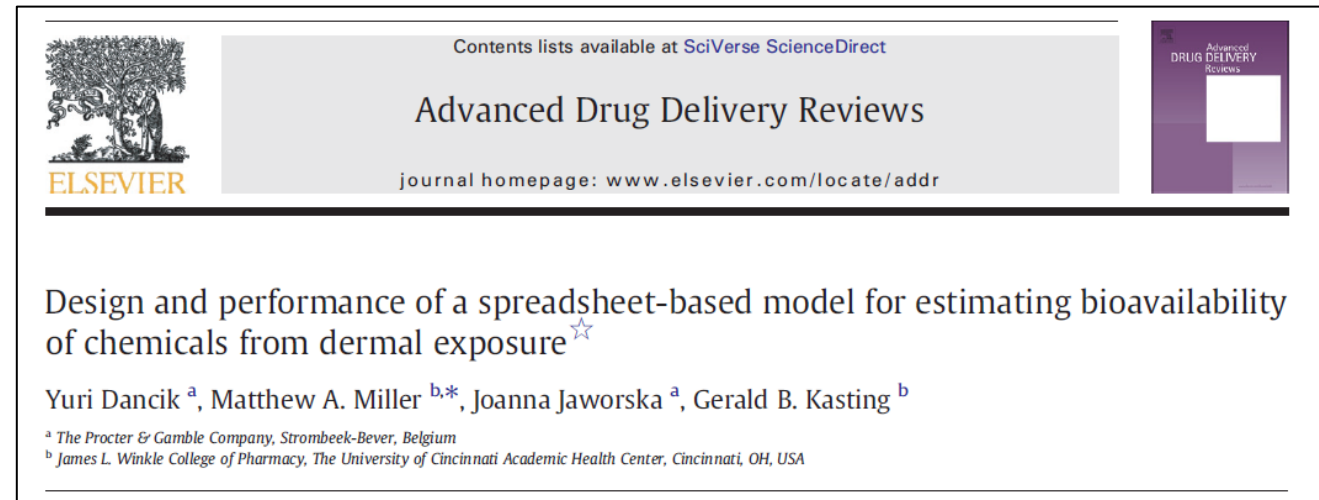 Contents lists available at SciVerse ScienceDirect
Advanced Drug Delivery Reviews
journal homepage: www.elsevier.com/locate/addr
ELSEVIER
Advanced
DRUG DELIVERY
Reviews
Design and performance of a spreadsheet-based model for estimating bioavailability
of chemicals from dermal exposure☆
Yuri Dancik a, Matthew A. Miller b,*, Joanna Jaworska a, Gerald B. Kasting b
a The Procter & Gamble Company, Strombeek-Bever, Belgium
b James L. Winkle College of Pharmacy, The University of Cincinnati Academic Health Center, Cincinnati, OH, USA